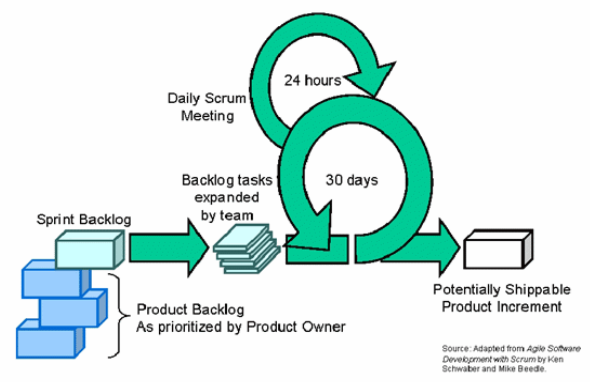 24 hours
Daily Scrum
Meeting
Backlog tasks
expanded
by team
30 days
Sprint Backlog
Potentially Shippable
Product Increment
Product Backlog
As prioritized by Product Owner
Source: Adapted from Agile Software
Development with Scrum by Ken
Schwaber and Mike Beedle.